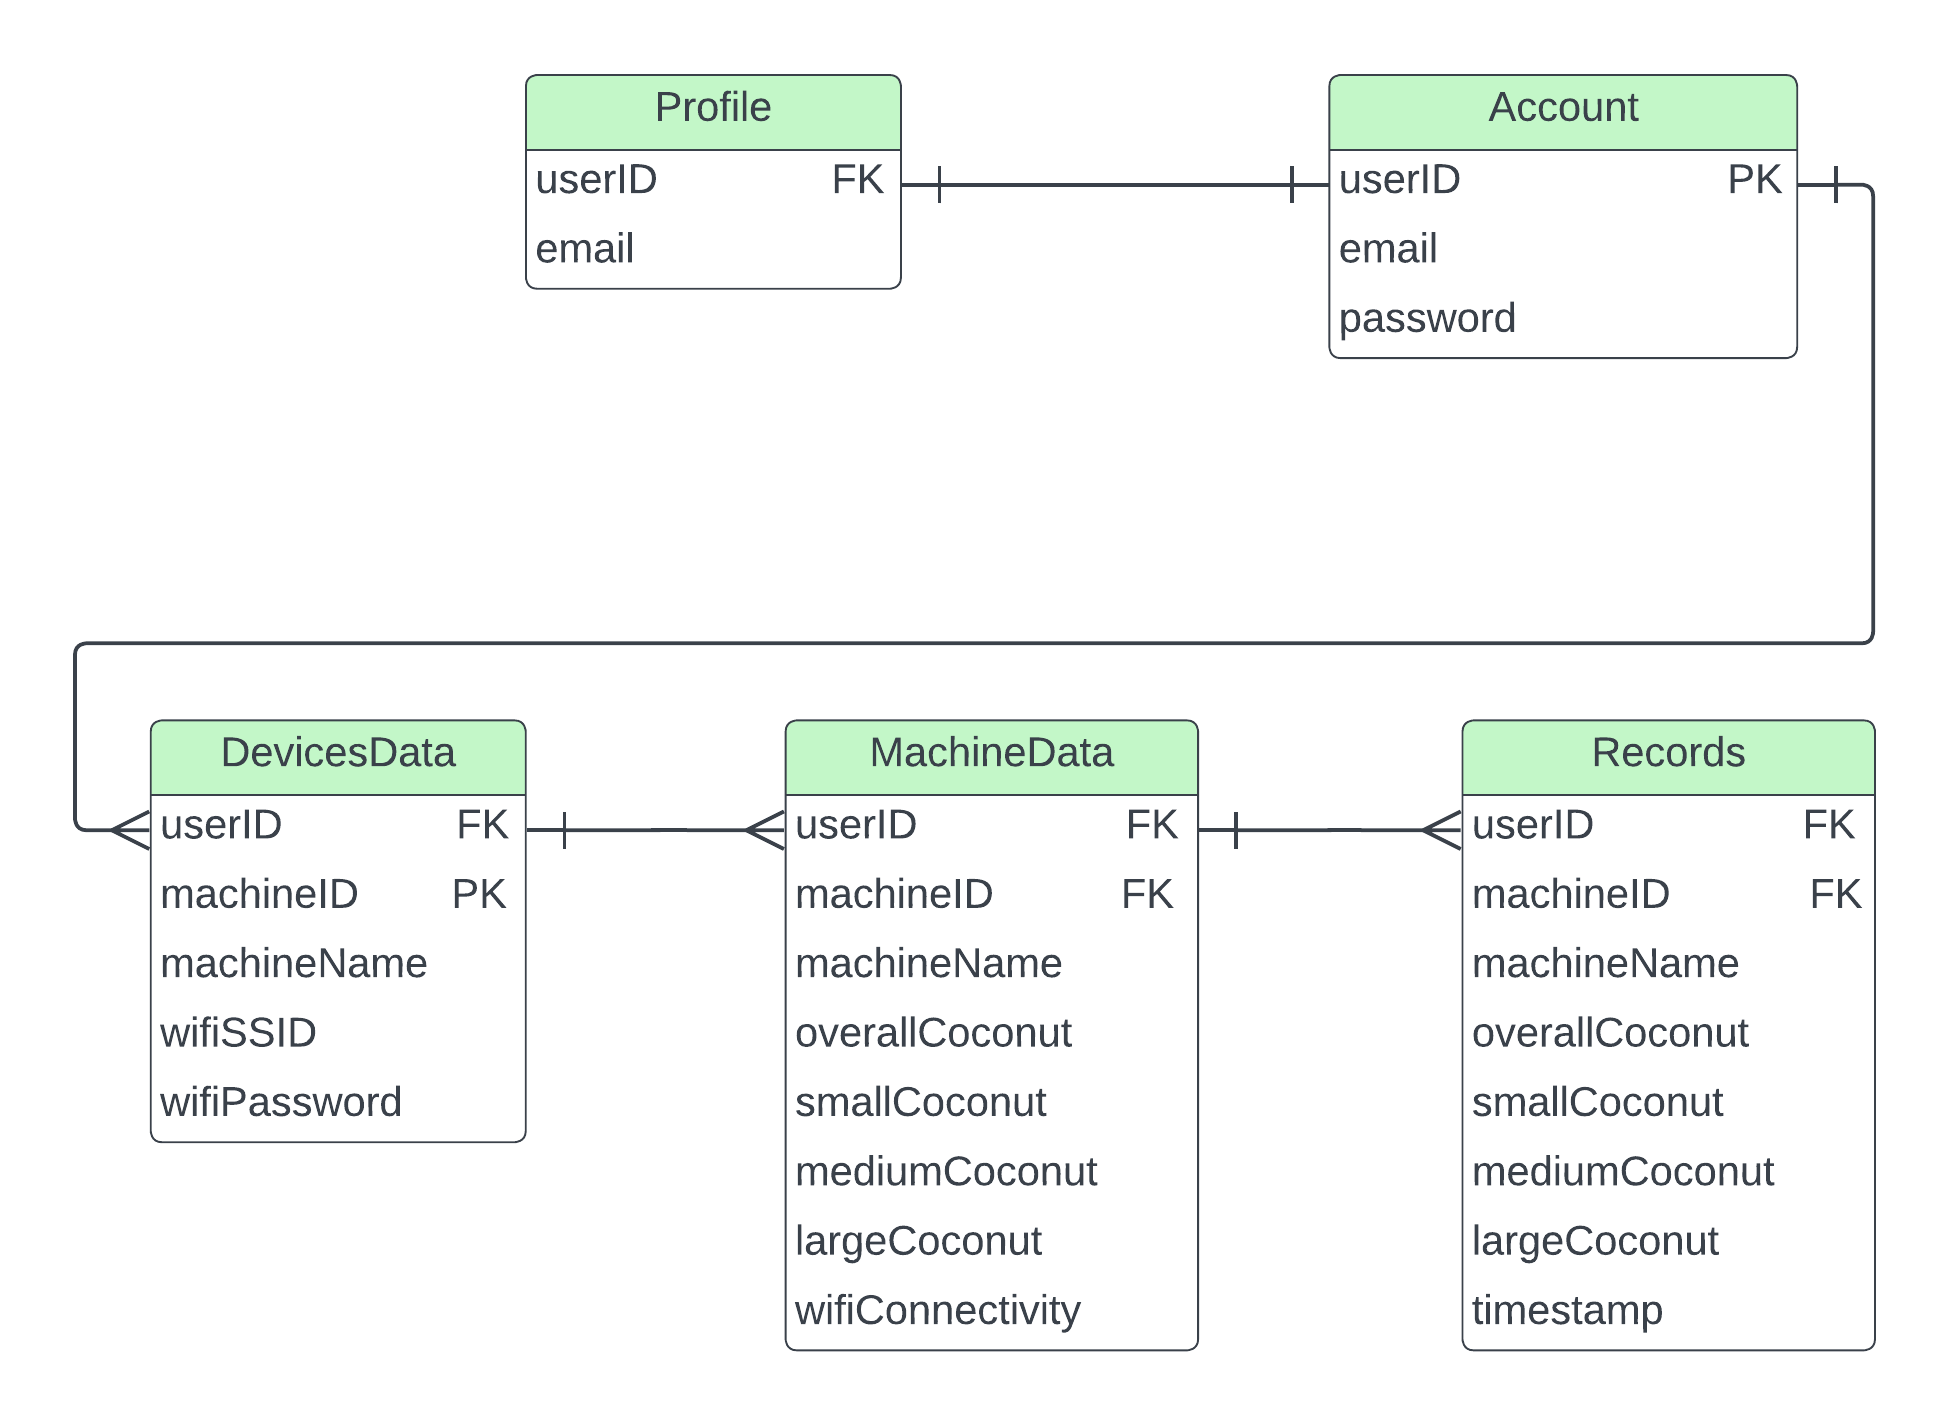 Profile
userID FK
email
Account
userID PK
email
password
DevicesData
userID FK
machineID PK
machineName
wifiSSID
wifiPassword
MachineData
userID FK
machineID FK
machineName
overallCoconut
smallCoconut
mediumCoconut
largeCoconut
wifiConnectivity
Records
userID FK
machineID FK
machineName
overallCoconut
smallCoconut
mediumCoconut
largeCoconut
timestamp